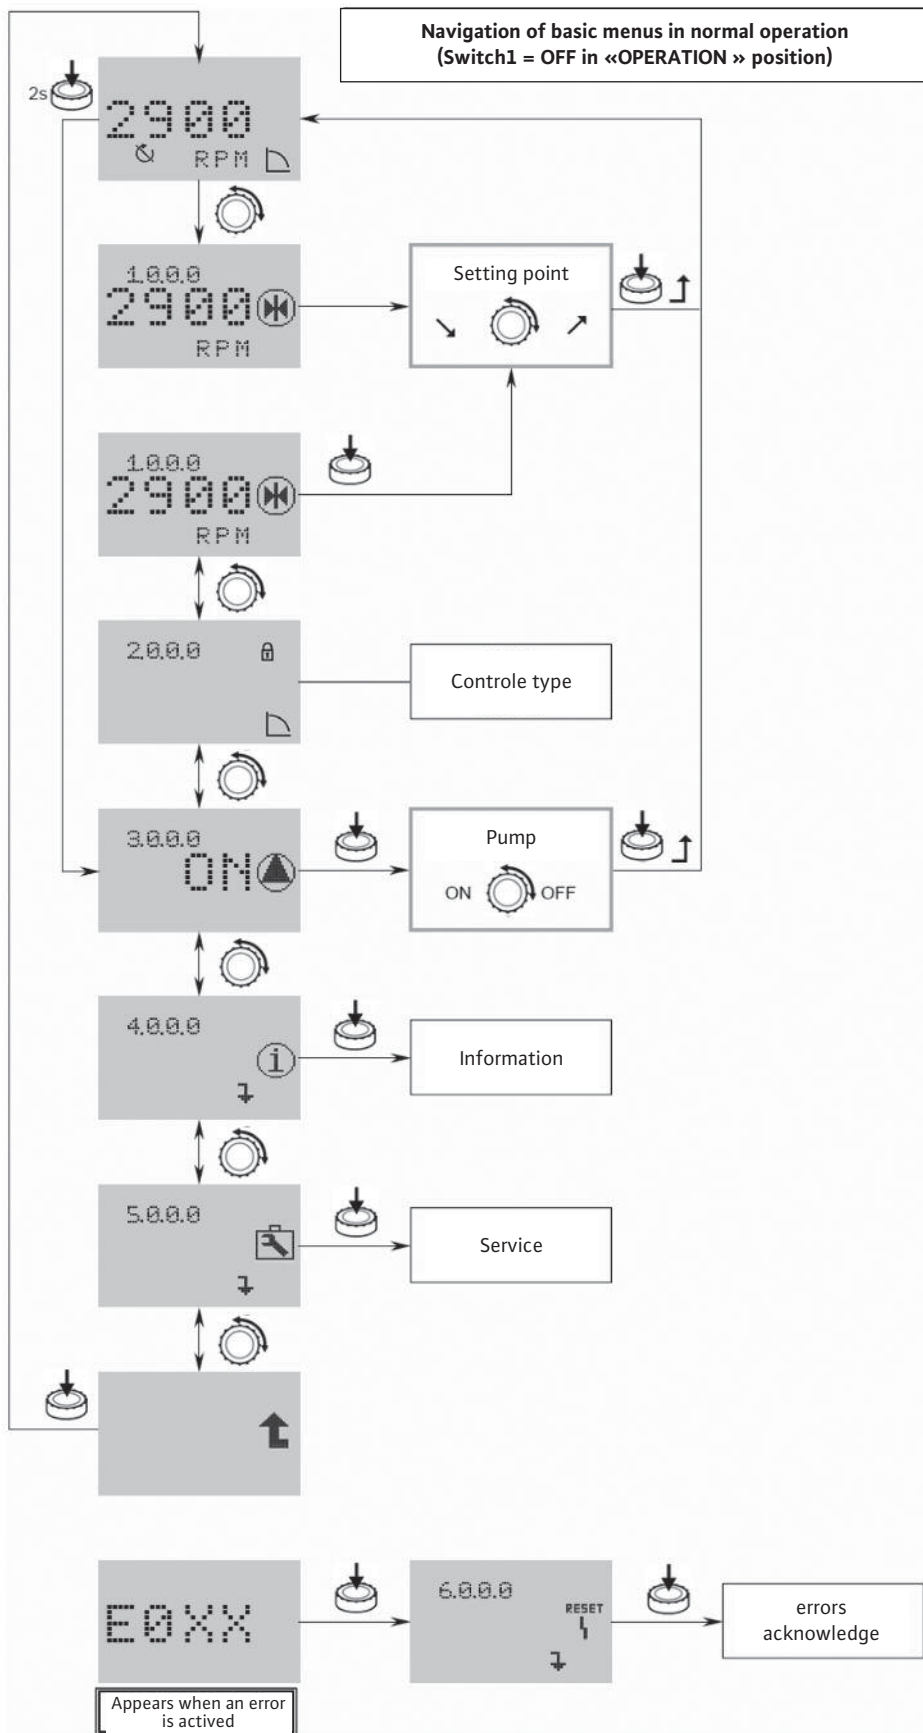 Navigation of basic menus in normal operation
(Switch1 = OFF in «OPERATION » position)
2s
2900
RPM
1.0.0.0
2900
RPM
Setting point
1.0.0.0
2900
RPM
2.0.0.0
Controle type
3.0.0.0
ON
Pump
ON OFF
4.0.0.0
i
Information
5.0.0.0
Service
E0XX
6.0.0.0
RESET
errors
acknowledge
Appears when an error
is actived